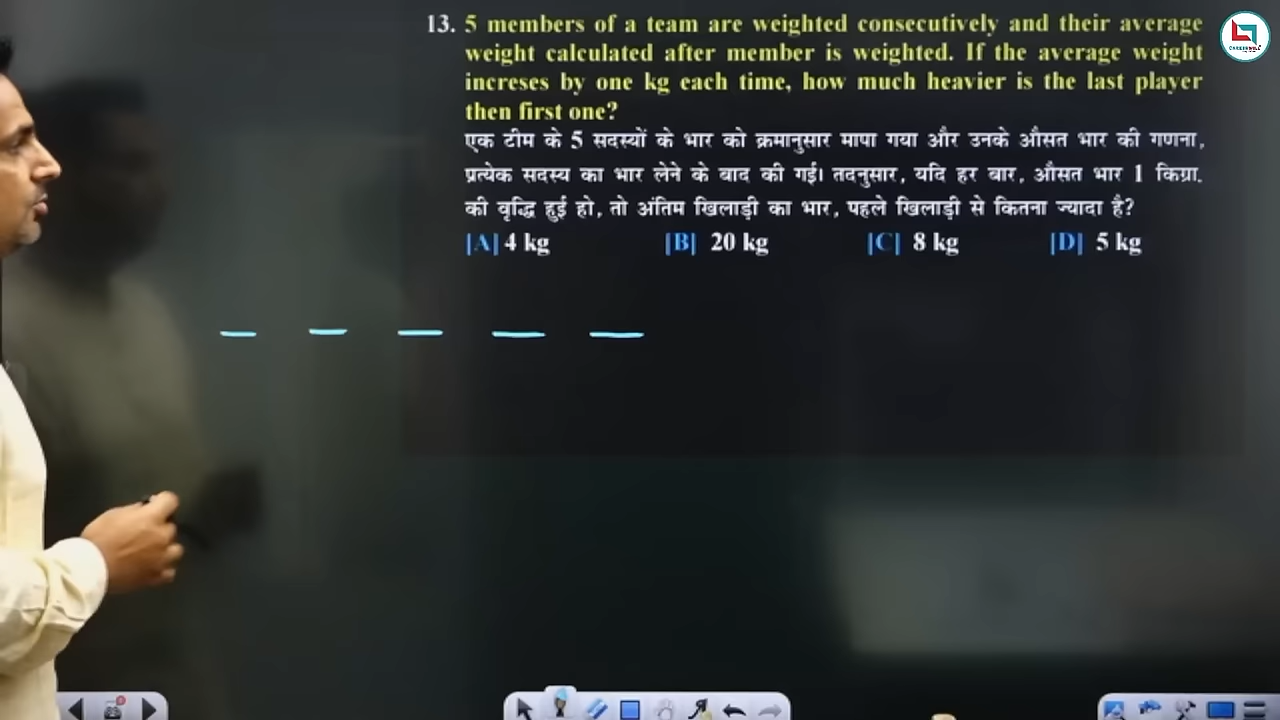 13. 5 members of a team are weighted consecutively and their average
weight calculated after member is weighted. If the average weight
increses by one kg each time, how much heavier is the last player
then first one?
एक टीम के 5 सदस्यों के भार को क्रमानुसार मापा गया और उनके औसत भार की गणना,
प्रत्येक सदस्य का भार लेने के बाद की गई। तदनुसार, यदि हर बार, औसत भार 1 किग्रा.
की वृद्धि हुई हो, तो अंतिम खिलाड़ी का भार, पहले खिलाड़ी से कितना ज्यादा है?
[A] 4 kg [B] 20 kg [C] 8 kg [D] 5 kg